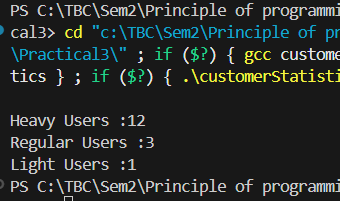 PS C:\TBC\Sem2\Principle of programmi
cal3> cd "c:\TBC\Sem2\Principle of pr
\Practical3\" ; if ($?) { gcc custome
tics } ; if ($?) { .\customerStatisti
Heavy Users :12
Regular Users :3
Light Users :1
PS C:\TBC\Sem2\Principle of programmi